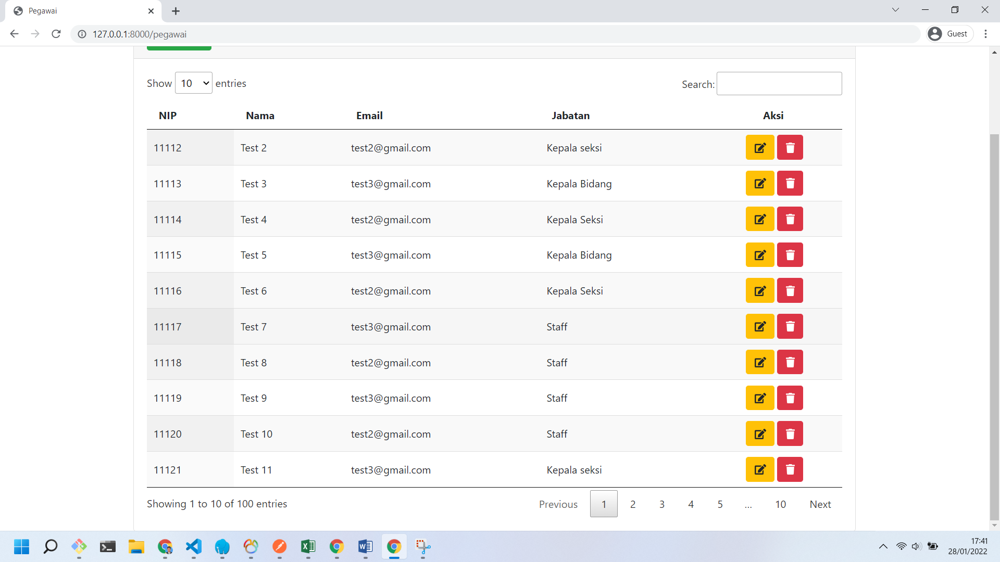 Pegawai
127.0.0.1:8000/pegawai
Guest
Show 10 entries
Search:
NIP Nama Email Jabatan Aksi
11112 Test 2 test2@gmail.com Kepala seksi
11113 Test 3 test3@gmail.com Kepala Bidang
11114 Test 4 test2@gmail.com Kepala Seksi
11115 Test 5 test3@gmail.com Kepala Bidang
11116 Test 6 test2@gmail.com Kepala Seksi
11117 Test 7 test3@gmail.com Staff
11118 Test 8 test2@gmail.com Staff
11119 Test 9 test3@gmail.com Staff
11120 Test 10 test2@gmail.com Staff
11121 Test 11 test3@gmail.com Kepala seksi
Showing 1 to 10 of 100 entries
Previous 1 2 3 4 5 … 10 Next
17:41
28/01/2022